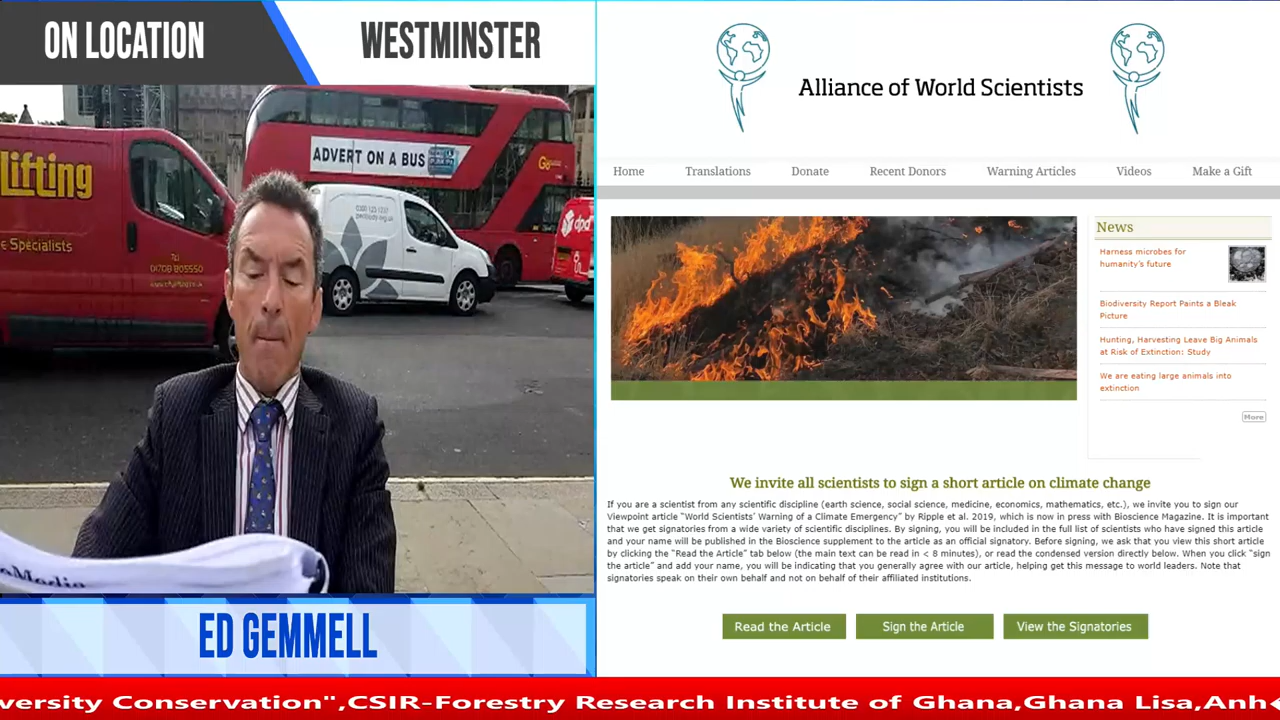 ON LOCATION
WESTMINSTER
Lifting
ADVERT ON A BUS
dpd
Specialists
01708 805550
ED GEMMELL
Alliance of World Scientists
Home
Translations
Donate
Recent Donors
Warning Articles
Videos
Make a Gift
News
Harness microbes for
humanity's future
Biodiversity Report Paints a Bleak
Picture
Hunting, Harvesting Leave Big Animals
at Risk of Extinction: Study
We are eating large animals into
extinction
More
We invite all scientists to sign a short article on climate change
If you are a scientist from any scientific discipline (earth science, social science, medicine, economics, mathematics, etc.), we invite you to sign our
Viewpoint article "World Scientists' Warning of a Climate Emergency" by Ripple et al. 2019, which is now in press with Bioscience Magazine. It is important
that we get signatories from a wide variety of scientific disciplines. By signing, you will be included in the full list of scientists who have signed this article
and your name will be published in the Bioscience supplement to the article as an official signatory. Before signing, we ask that you view this short article
by clicking the "Read the Article" tab below (the main text can be read in < 8 minutes), or read the condensed version directly below. When you click "sign
the article" and add your name, you will be indicating that you generally agree with our article, helping get this message to world leaders. Note that
signatories speak on their own behalf and not on behalf of their affiliated institutions.
Read the Article
Sign the Article
View the Signatories
versity Conservation",CSIR-Forestry Research Institute of Ghana,Ghana Lisa,Anh